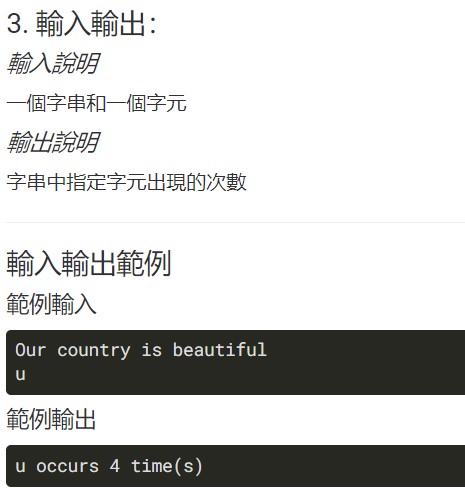 3. 輸入輸出：
輸入說明
一個字串和一個字元
輸出說明
字串中指定字元出現的次數
輸入輸出範例
範例輸入
Our country is beautiful
u
範例輸出
u occurs 4 time(s)